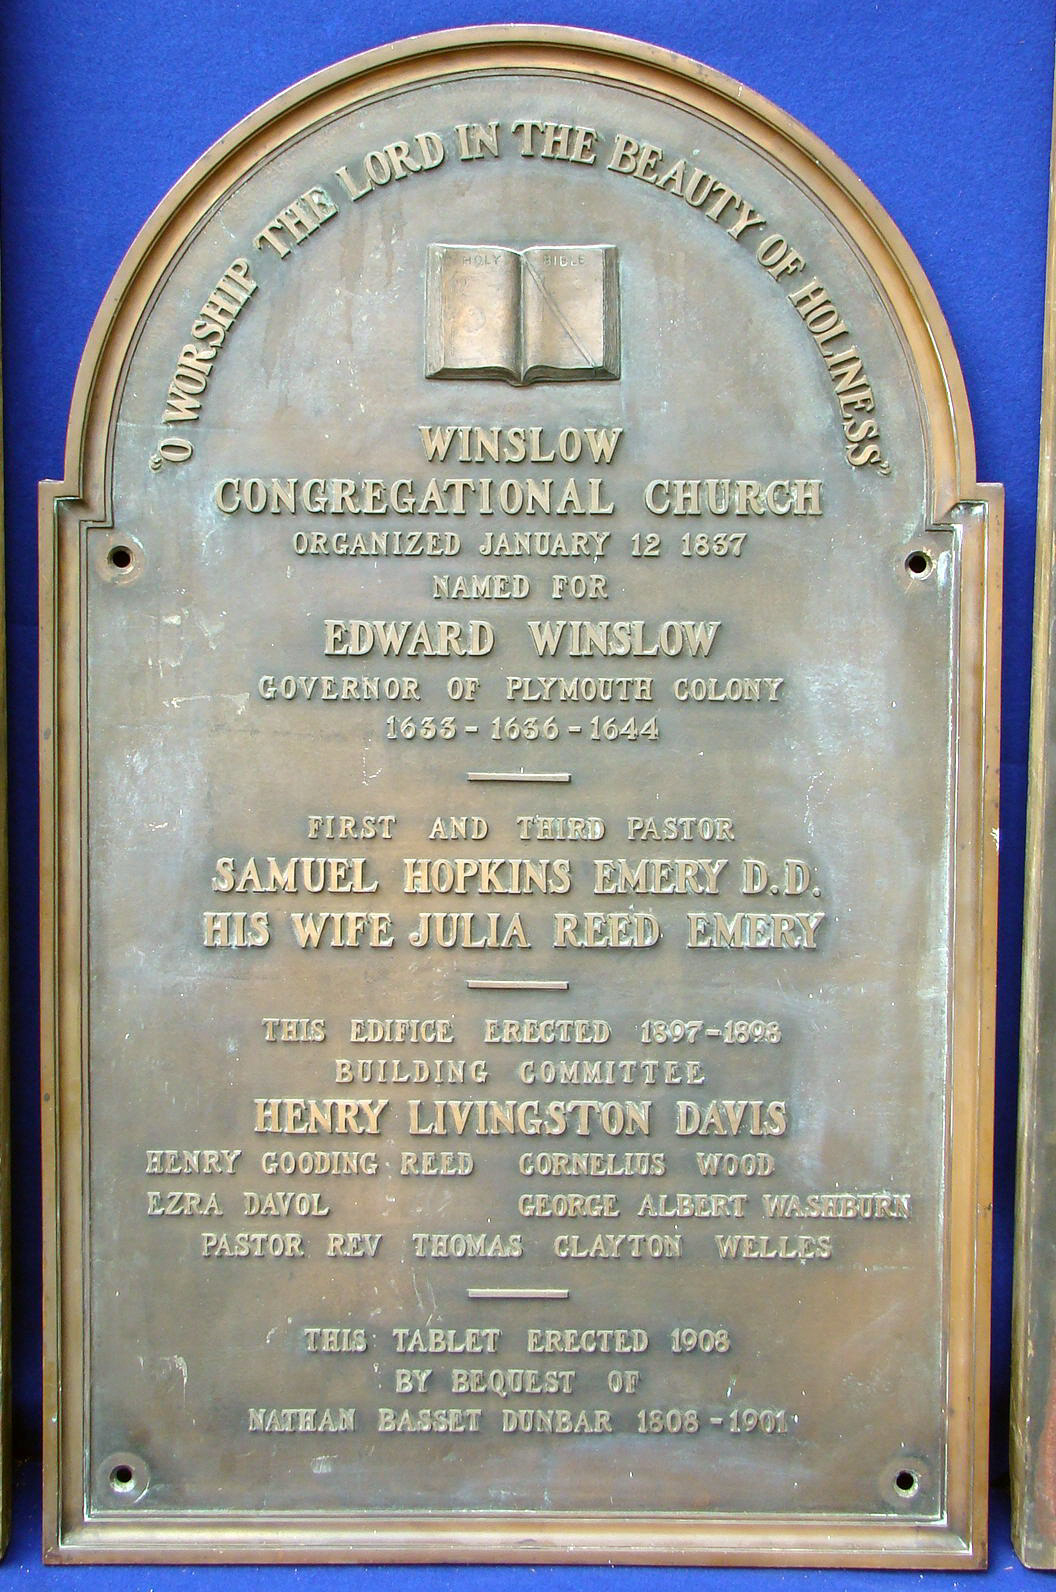 "O WORSHIP THE LORD IN THE BEAUTY OF HOLINESS"
HOLY BIBLE
WINSLOW
CONGREGATIONAL CHURCH
ORGANIZED JANUARY 12 1837
NAMED FOR
EDWARD WINSLOW
GOVERNOR OF PLYMOUTH COLONY
1633 - 1636 - 1644
FIRST AND THIRD PASTOR
SAMUEL HOPKINS EMERY D.D.
HIS WIFE JULIA REED EMERY
THIS EDIFICE ERECTED 1897-1898
BUILDING COMMITTEE
HENRY LIVINGSTON DAVIS
HENRY GOODING REED CORNELIUS WOOD
EZRA DAVOL GEORGE ALBERT WASHBURN
PASTOR REV THOMAS CLAYTON WELLES
THIS TABLET ERECTED 1908
BY BEQUEST OF
NATHAN BASSET DUNBAR 1808 - 1901